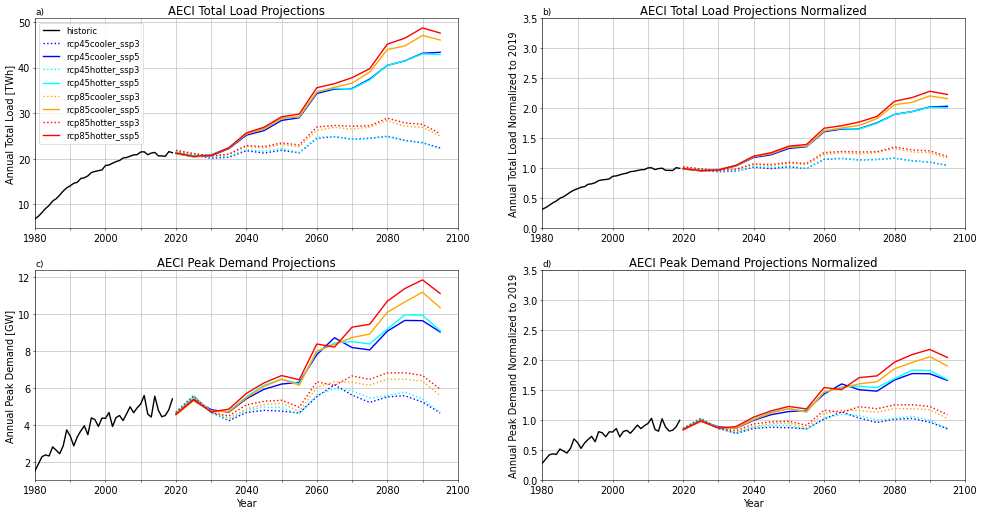 a)
AECI Total Load Projections
Annual Total Load [TWh]
50
40
30
20
10
historic
rcp45cooler_ssp3
rcp45cooler_ssp5
rcp45hotter_ssp3
rcp45hotter_ssp5
rcp85cooler_ssp3
rcp85cooler_ssp5
rcp85hotter_ssp3
rcp85hotter_ssp5
1980 2000 2020 2040 2060 2080 2100
b)
AECI Total Load Projections Normalized
Annual Total Load Normalized to 2019
3.5
3.0
2.5
2.0
1.5
1.0
0.5
0.0
1980 2000 2020 2040 2060 2080 2100
c)
AECI Peak Demand Projections
Annual Peak Demand [GW]
12
10
8
6
4
2
1980 2000 2020 2040 2060 2080 2100
Year
d)
AECI Peak Demand Projections Normalized
Annual Peak Demand Normalized to 2019
3.5
3.0
2.5
2.0
1.5
1.0
0.5
0.0
1980 2000 2020 2040 2060 2080 2100
Year